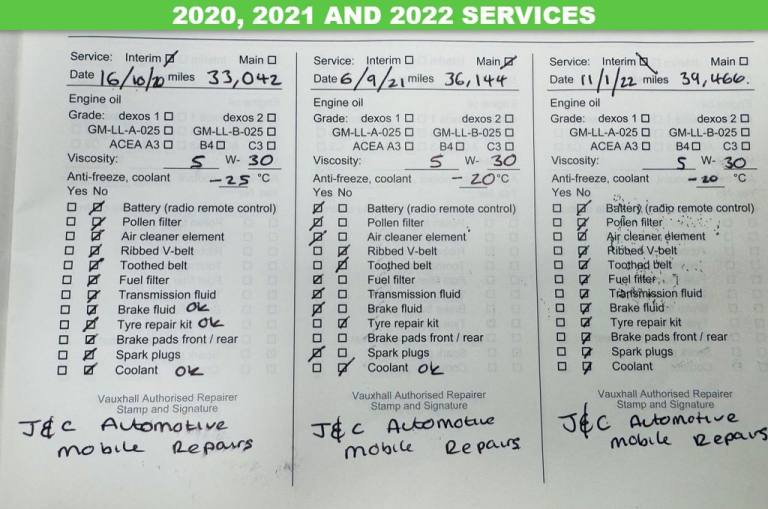 2020, 2021 AND 2022 SERVICES
Service: Interim Main
Date 16/10/20 miles 33,042
Engine oil
Grade: dexos 1 dexos 2
GM-LL-A-025 GM-LL-B-025
ACEA A3 B4 C3
Viscosity: 5 W- 30
Anti-freeze, coolant -25 °C
Yes No
Battery (radio remote control)
Pollen filter
Air cleaner element
Ribbed V-belt
Toothed belt
Fuel filter
Transmission fluid
Brake fluid ok
Tyre repair kit ok
Brake pads front / rear
Spark plugs
Coolant ok
Vauxhall Authorised Repairer
Stamp and Signature
J&C Automotive
mobile Repairs
Service: Interim Main
Date 6/9/21 miles 36,144
Engine oil
Grade: dexos 1 dexos 2
GM-LL-A-025 GM-LL-B-025
ACEA A3 B4 C3
Viscosity: 5 W- 30
Anti-freeze, coolant -20 °C
Yes No
Battery (radio remote control)
Pollen filter
Air cleaner element
Ribbed V-belt
Toothed belt
Fuel filter
Transmission fluid
Brake fluid
Tyre repair kit
Brake pads front / rear
Spark plugs
Coolant ok
Vauxhall Authorised Repairer
Stamp and Signature
J&C Automotive
mobile Repairs
Service: Interim Main
Date 11/1/22 miles 39,466.
Engine oil
Grade: dexos 1 dexos 2
GM-LL-A-025 GM-LL-B-025
ACEA A3 B4 C3
Viscosity: 5 W- 30
Anti-freeze, coolant -20 °C
Yes No
Battery (radio remote control)
Pollen filter
Air cleaner element
Ribbed V-belt
Toothed belt
Fuel filter
Transmission fluid
Brake fluid
Tyre repair kit
Brake pads front / rear
Spark plugs
Coolant
Vauxhall Authorised Repairer
Stamp and Signature
J&C Automotive
mobile Repairs